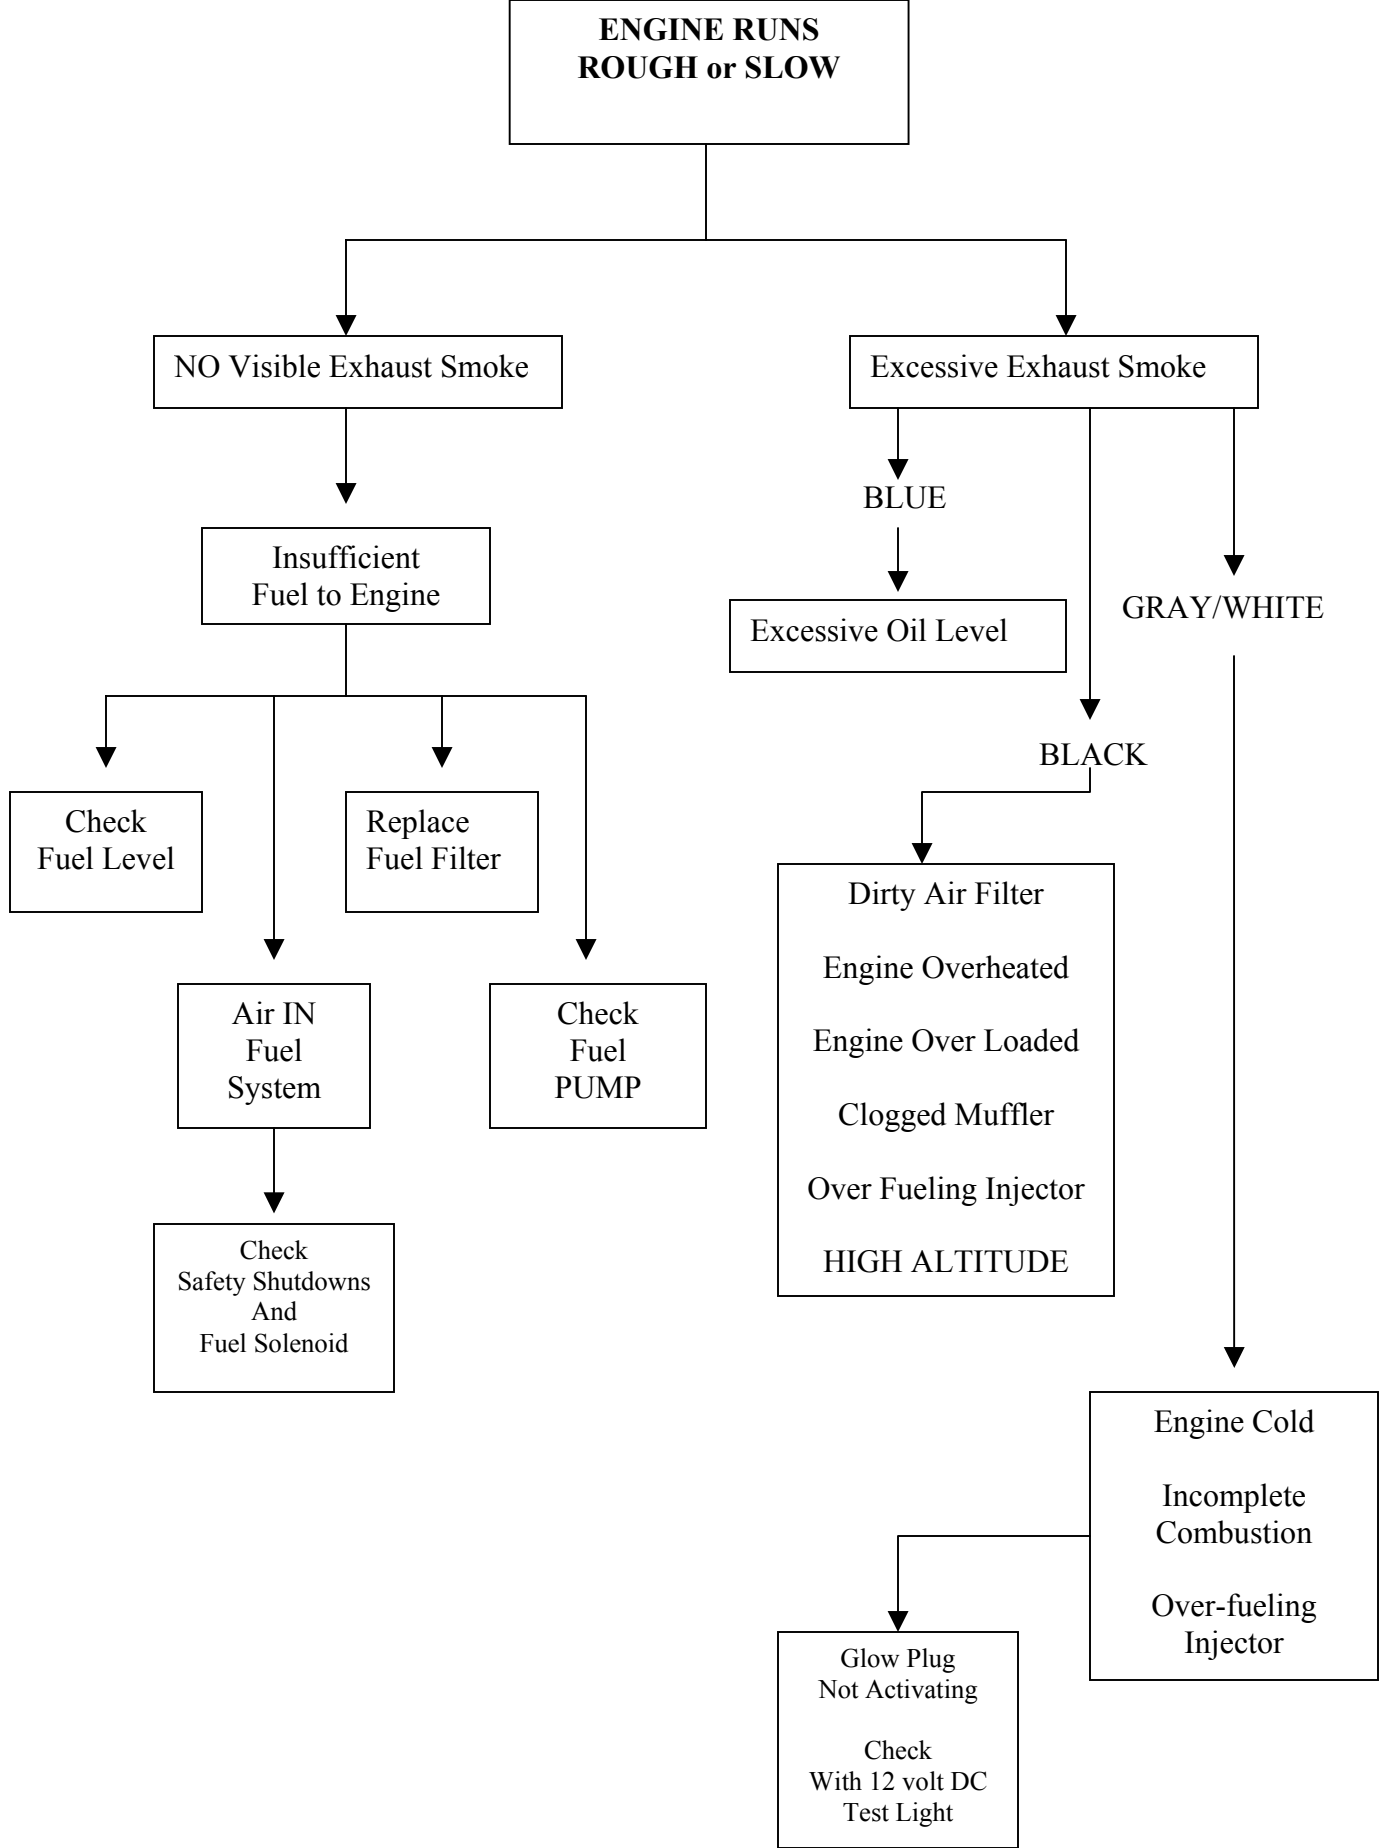 ENGINE RUNS
ROUGH or SLOW
NO Visible Exhaust Smoke
Excessive Exhaust Smoke
Insufficient
Fuel to Engine
Check
Fuel Level
Replace
Fuel Filter
Air IN
Fuel
System
Check
Fuel
PUMP
Check
Safety Shutdowns
And
Fuel Solenoid
BLUE
Excessive Oil Level
BLACK
Dirty Air Filter
Engine Overheated
Engine Over Loaded
Clogged Muffler
Over Fueling Injector
HIGH ALTITUDE
GRAY/WHITE
Engine Cold
Incomplete
Combustion
Over-fueling
Injector
Glow Plug
Not Activating
Check
With 12 volt DC
Test Light